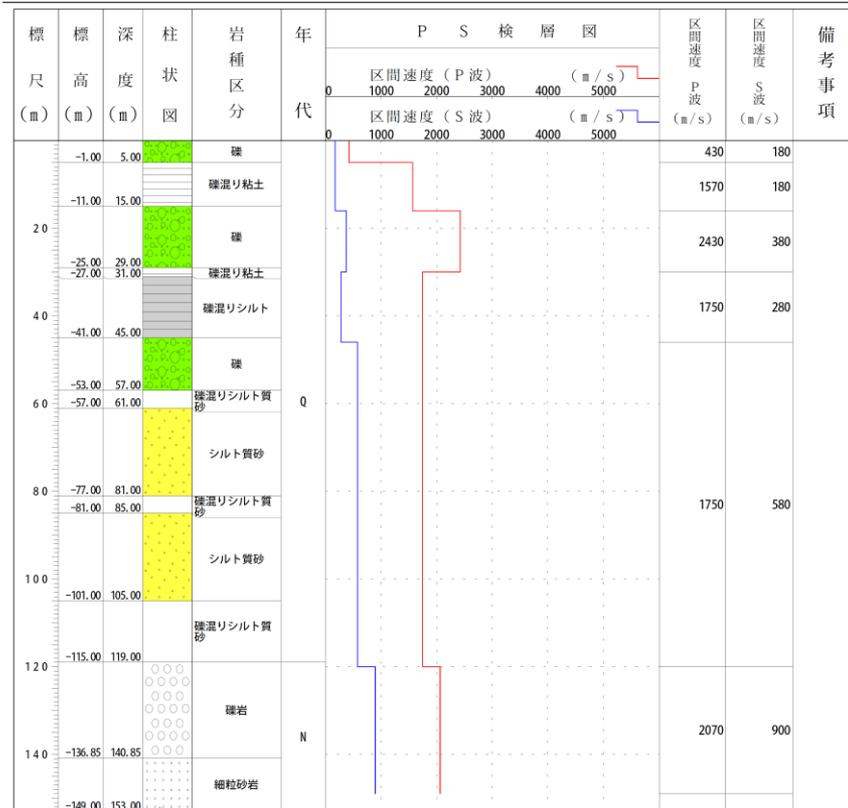 標尺(m) 標高(m) 深度(m) 柱状図 岩種区分 年代 PS検層図 区間速度 P波(m/s) 区間速度 S波(m/s) 備考事項
区間速度(P波) (m/s)
0 1000 2000 3000 4000 5000
区間速度(S波) (m/s)
0 1000 2000 3000 4000 5000
-1.00 5.00 礫 430 180
-11.00 15.00 礫混り粘土 1570 180
20
-25.00 29.00 礫 2430 380
-27.00 31.00 礫混り粘土
礫混りシルト 1750 280
40
-41.00 45.00
礫
-53.00 57.00
-57.00 61.00 礫混りシルト質
砂
60 Q
シルト質砂
-77.00 81.00
80
-81.00 85.00 礫混りシルト質
砂
1750 580
シルト質砂
100
-101.00 105.00
礫混りシルト質
砂
-115.00 119.00
120
礫岩
2070 900
N
140 -136.85 140.85
細粒砂岩
-149.00 153.00